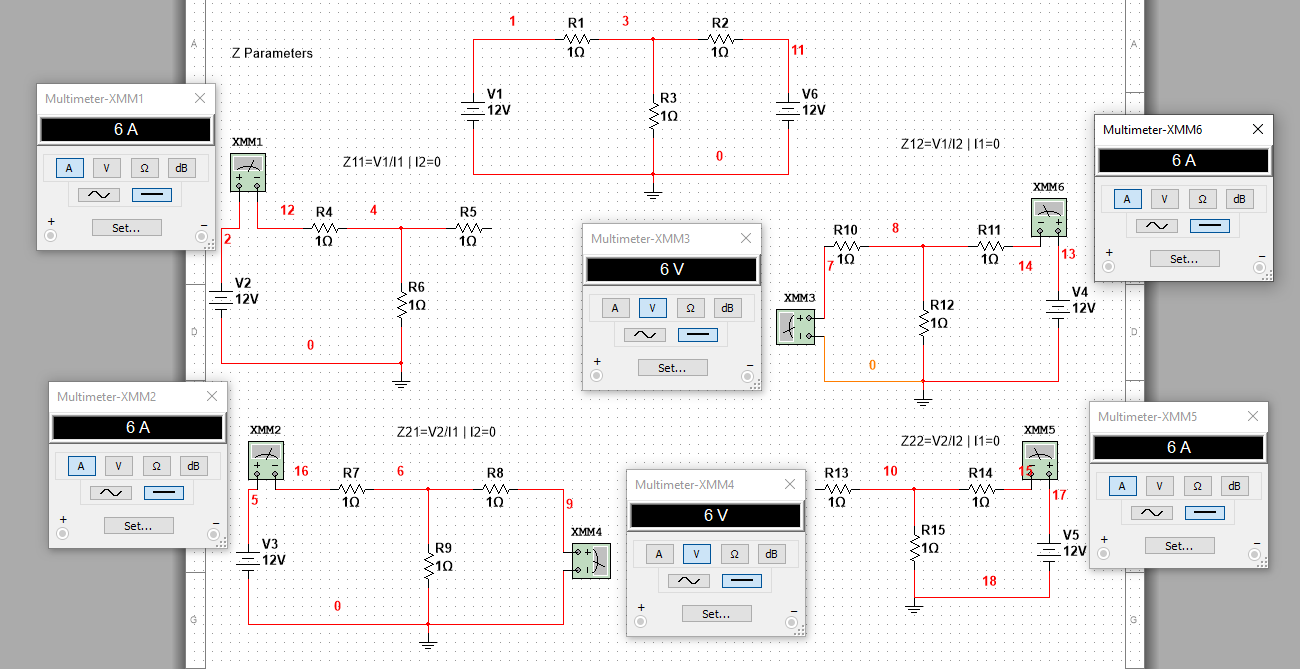 Z Parameters
1
R1
1Ω
3
R2
1Ω
11
V1
12V
R3
1Ω
V6
12V
0
Multimeter-XMM1
6 A
A V Ω dB
+
Set...
−
XMM1
+ −
Z11=V1/I1 | I2=0
2
12
R4
1Ω
4
R5
1Ω
V2
12V
R6
1Ω
0
Z12=V1/I2 | I1=0
Multimeter-XMM3
6 V
A V Ω dB
+
Set...
−
XMM3
+
7
R10
1Ω
8
R11
1Ω
14
XMM6
− +
13
R12
1Ω
V4
12V
0
Multimeter-XMM6
6 A
A V Ω dB
+
Set...
−
Multimeter-XMM2
6 A
A V Ω dB
+
Set...
−
XMM2
+ −
Z21=V2/I1 | I2=0
5
16
R7
1Ω
6
R8
1Ω
9
XMM4
+
V3
12V
R9
1Ω
0
Multimeter-XMM4
6 V
A V Ω dB
+
Set...
−
Z22=V2/I2 | I1=0
R13
1Ω
10
R14
1Ω
15
XMM5
17
R15
1Ω
V5
12V
18
Multimeter-XMM5
6 A
A V Ω dB
+
Set...
−
A
D
G
A
D
G